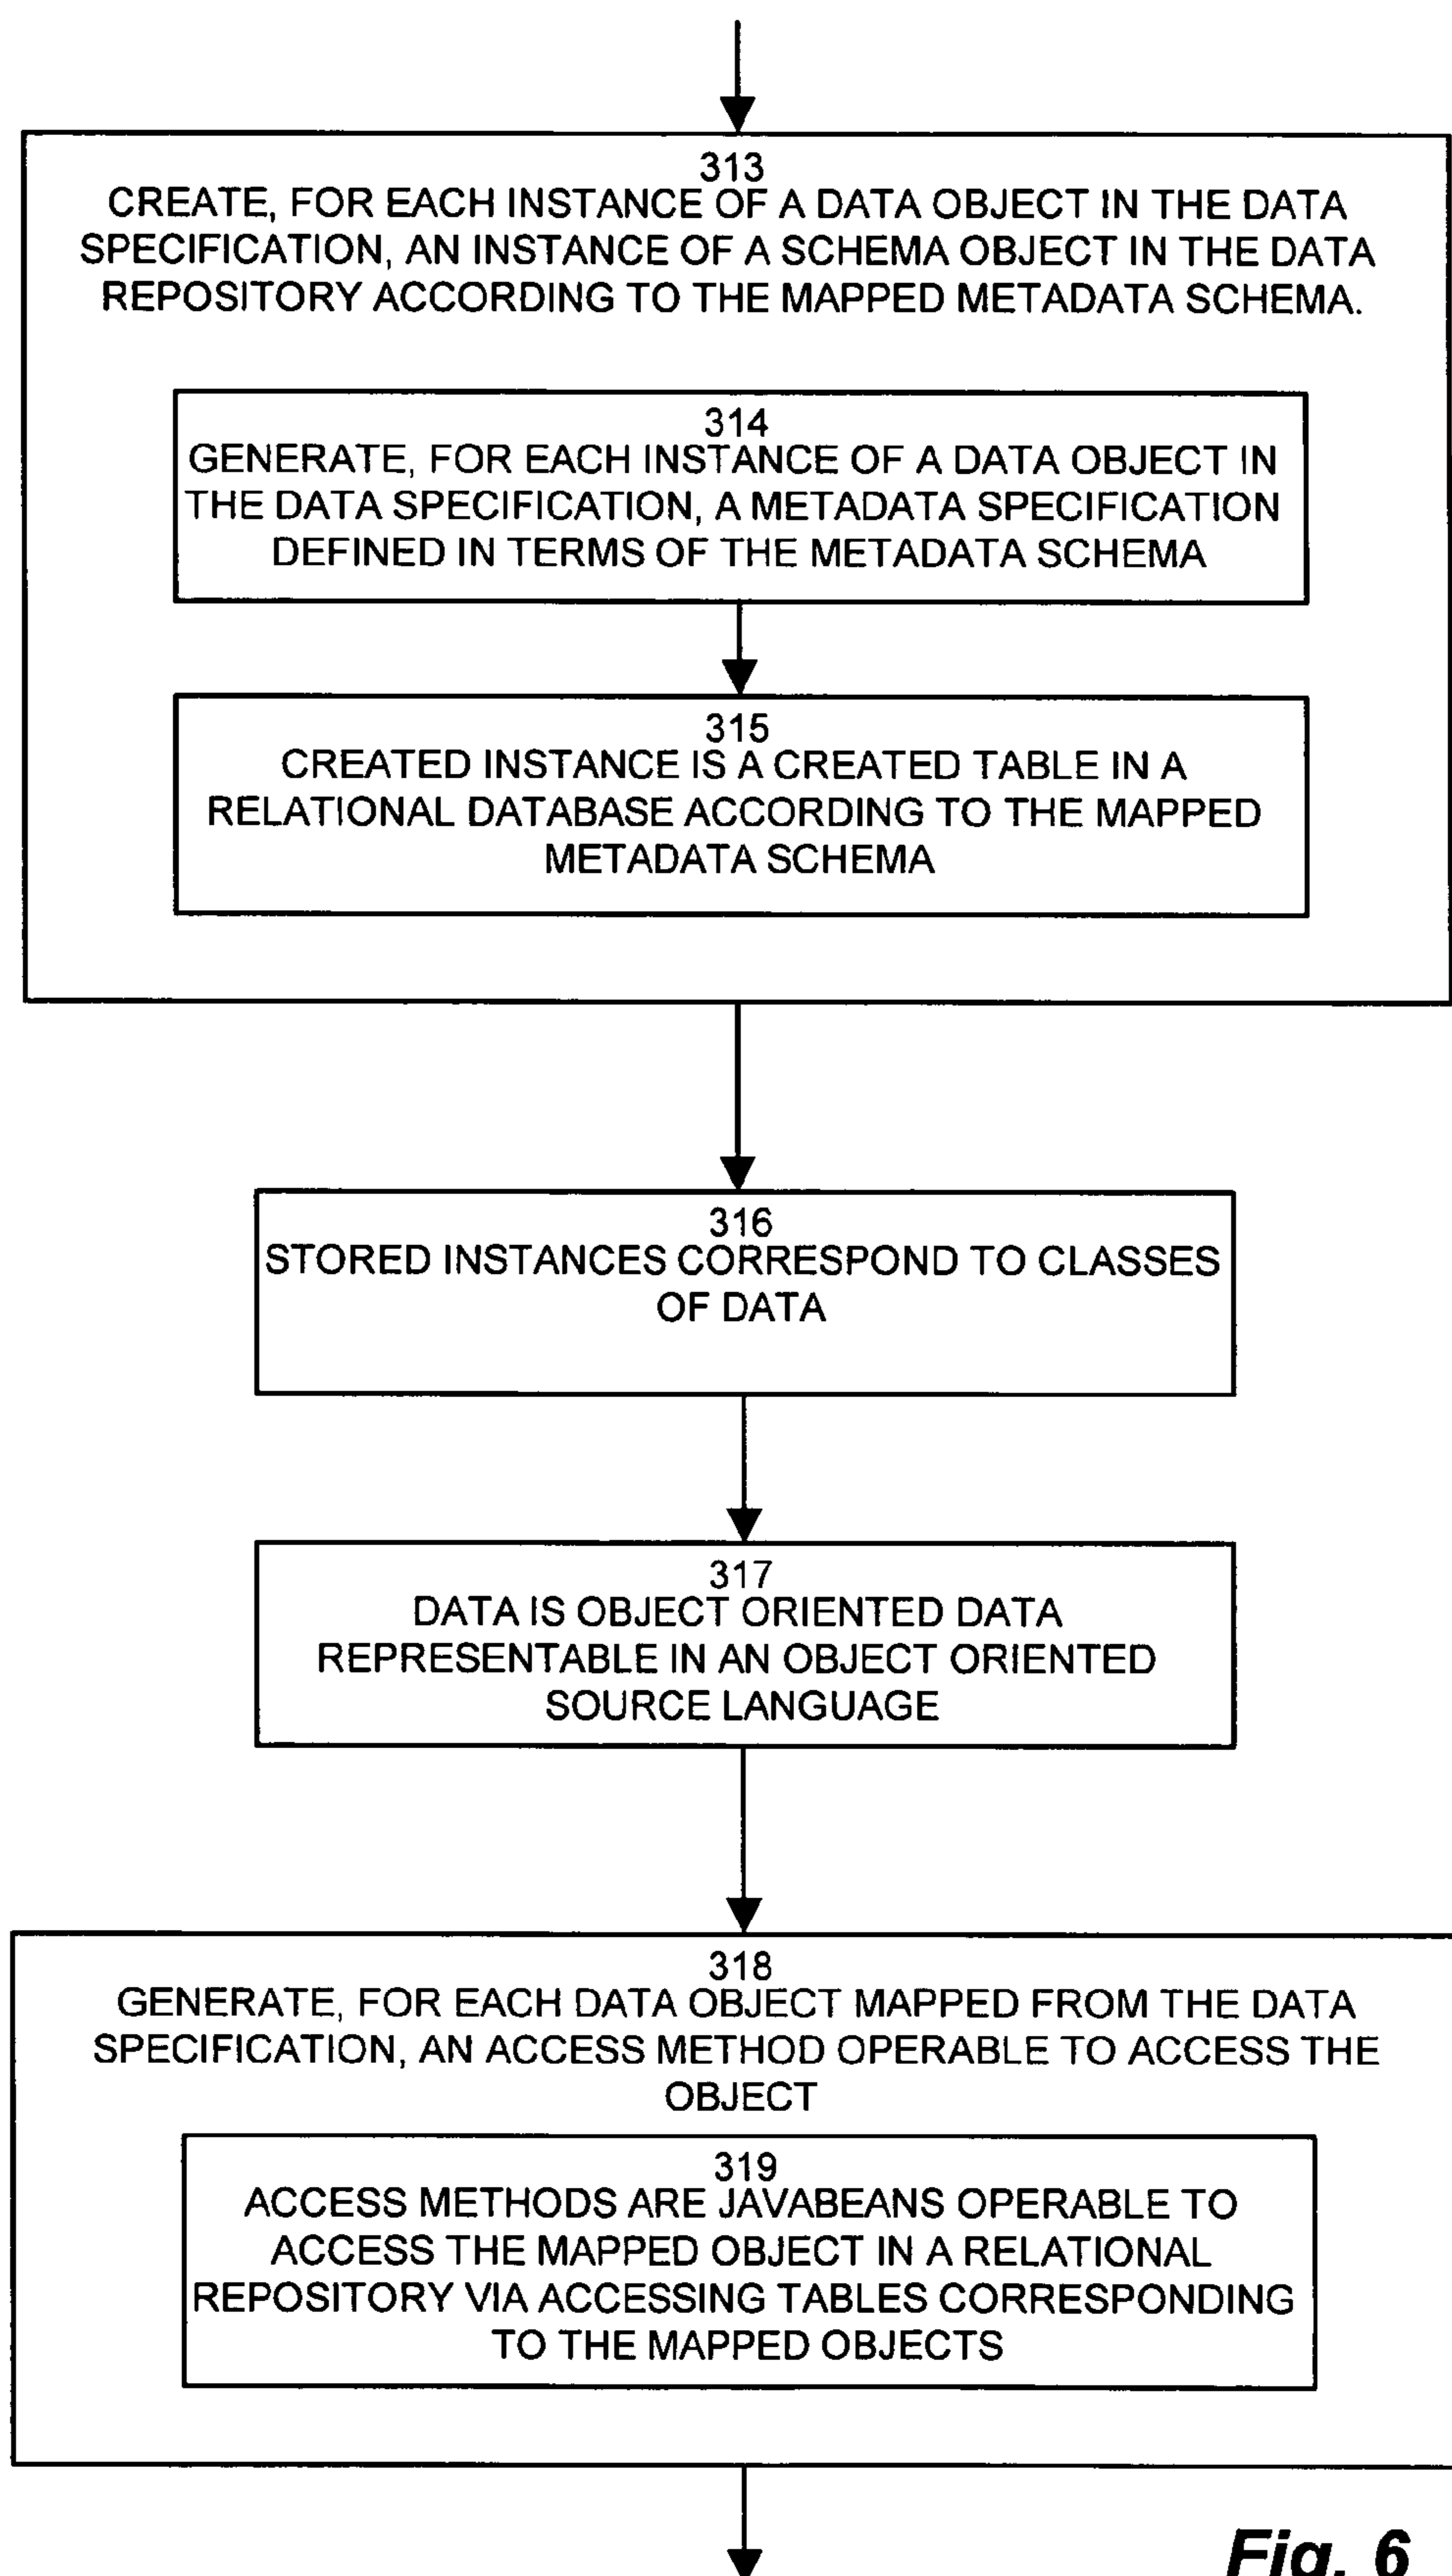 313
CREATE, FOR EACH INSTANCE OF A DATA OBJECT IN THE DATA
SPECIFICATION, AN INSTANCE OF A SCHEMA OBJECT IN THE DATA
REPOSITORY ACCORDING TO THE MAPPED METADATA SCHEMA.
314
GENERATE, FOR EACH INSTANCE OF A DATA OBJECT IN
THE DATA SPECIFICATION, A METADATA SPECIFICATION
DEFINED IN TERMS OF THE METADATA SCHEMA
315
CREATED INSTANCE IS A CREATED TABLE IN A
RELATIONAL DATABASE ACCORDING TO THE MAPPED
METADATA SCHEMA
316
STORED INSTANCES CORRESPOND TO CLASSES
OF DATA
317
DATA IS OBJECT ORIENTED DATA
REPRESENTABLE IN AN OBJECT ORIENTED
SOURCE LANGUAGE
318
GENERATE, FOR EACH DATA OBJECT MAPPED FROM THE DATA
SPECIFICATION, AN ACCESS METHOD OPERABLE TO ACCESS THE
OBJECT
319
ACCESS METHODS ARE JAVABEANS OPERABLE TO
ACCESS THE MAPPED OBJECT IN A RELATIONAL
REPOSITORY VIA ACCESSING TABLES CORRESPONDING
TO THE MAPPED OBJECTS
Fig. 6